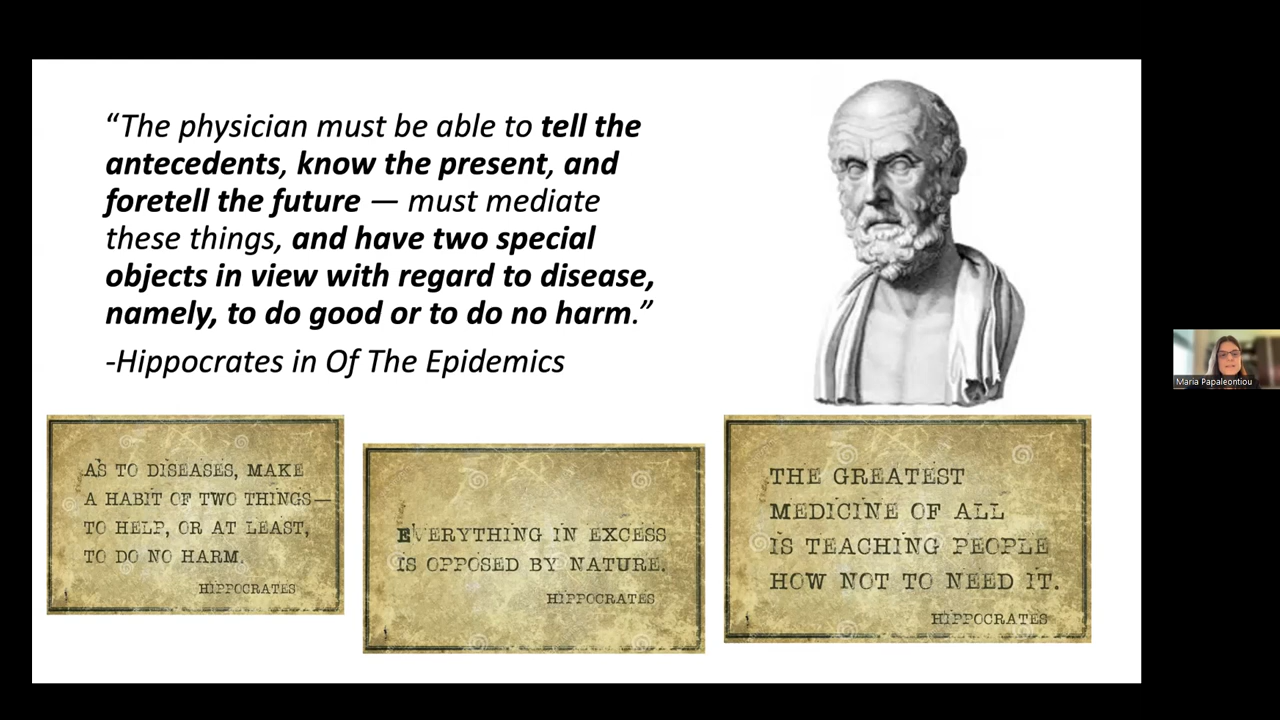 “The physician must be able to tell the
antecedents, know the present, and
foretell the future — must mediate
these things, and have two special
objects in view with regard to disease,
namely, to do good or to do no harm.”
-Hippocrates in Of The Epidemics
AS TO DISEASES, MAKE
A HABIT OF TWO THINGS—
TO HELP, OR AT LEAST,
TO DO NO HARM.
HIPPOCRATES
EVERYTHING IN EXCESS
IS OPPOSED BY NATURE.
HIPPOCRATES
THE GREATEST
MEDICINE OF ALL
IS TEACHING PEOPLE
HOW NOT TO NEED IT.
HIPPOCRATES
Maria Papaleontiou